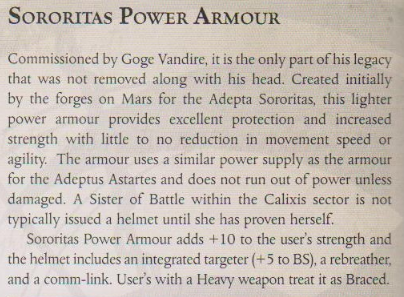 SORORITAS POWER ARMOUR
Commissioned by Goge Vandire, it is the only part of his legacy
that was not removed along with his head. Created initially
by the forges on Mars for the Adepta Sororitas, this lighter
power armour provides excellent protection and increased
strength with little to no reduction in movement speed or
agility. The armour uses a similar power supply as the armour
for the Adeptus Astartes and does not run out of power unless
damaged. A Sister of Battle within the Calixis sector is not
typically issued a helmet until she has proven herself.
Sororitas Power Armour adds +10 to the user's strength and
the helmet includes an integrated targeter (+5 to BS), a rebreather,
and a comm-link. User's with a Heavy weapon treat it as Braced.